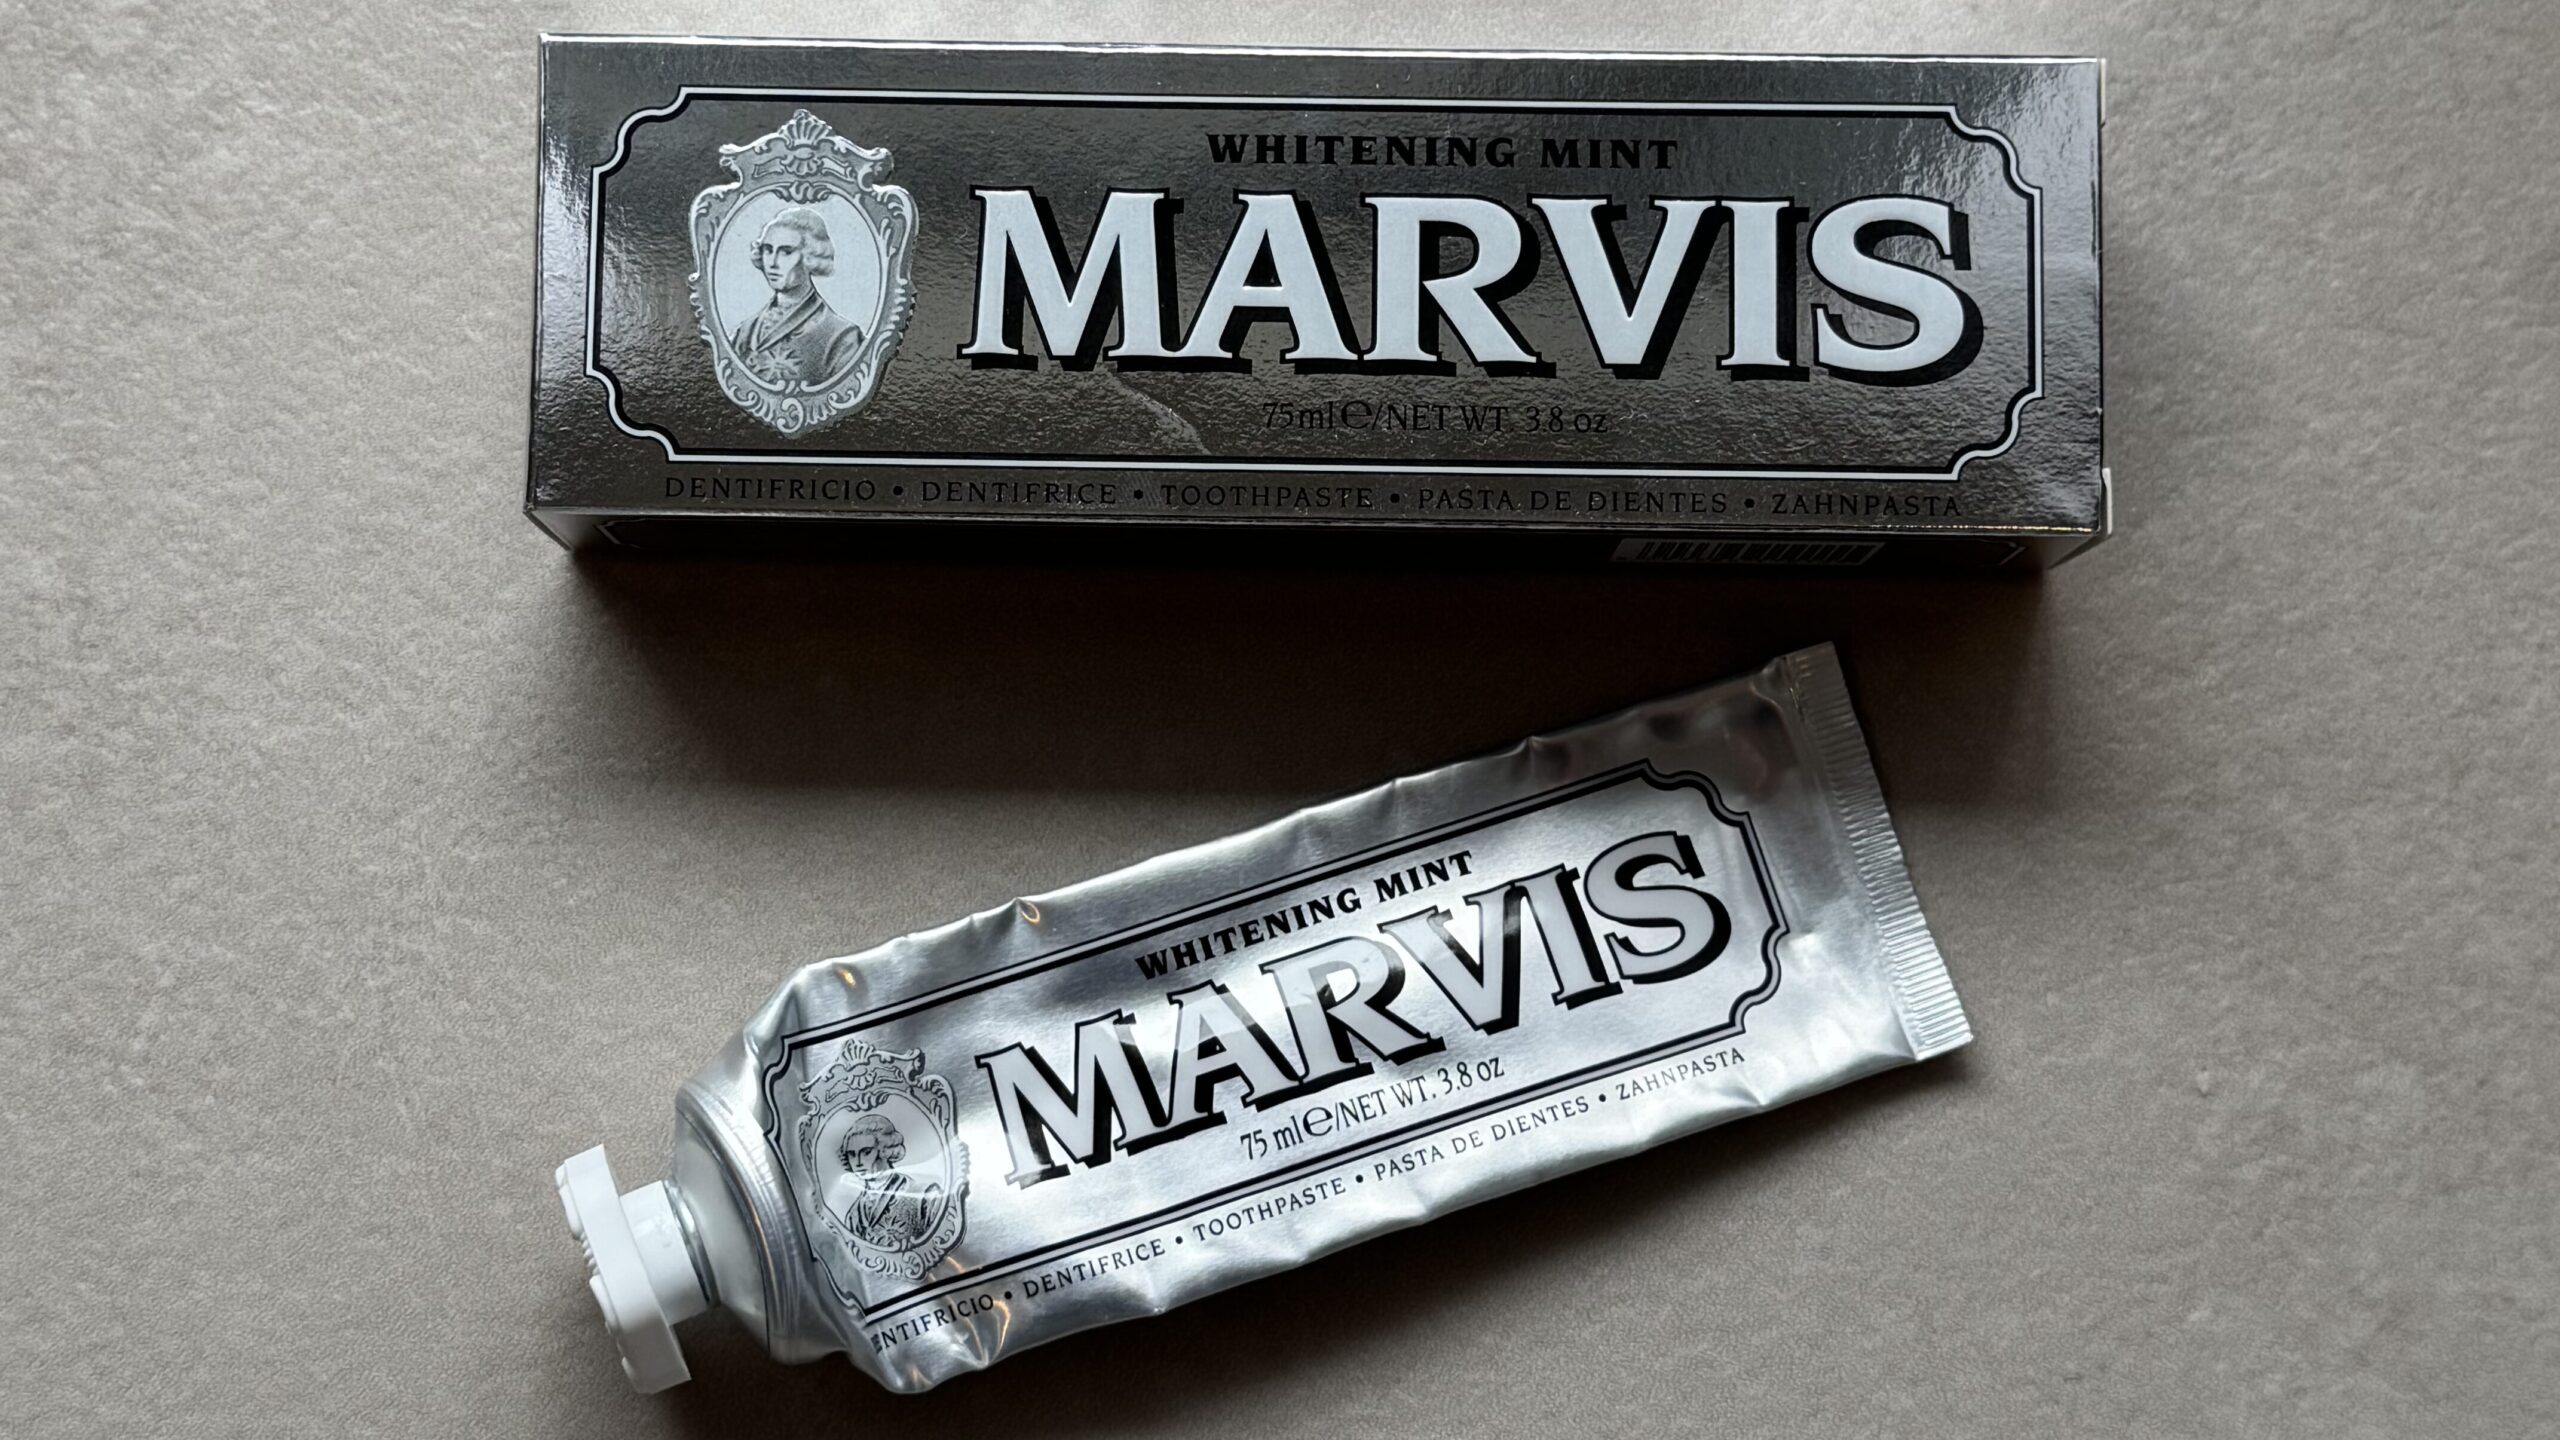 WHITENING MINT
MARVIS
75ml ℮/NET WT. 3.8 oz
DENTIFRICIO • DENTIFRICE • TOOTHPASTE • PASTA DE DIENTES • ZAHNPASTA
WHITENING MINT
MARVIS
75 ml ℮/NET WT. 3.8 oz
ENTIFRICIO • DENTIFRICE • TOOTHPASTE • PASTA DE DIENTES • ZAHNPASTA